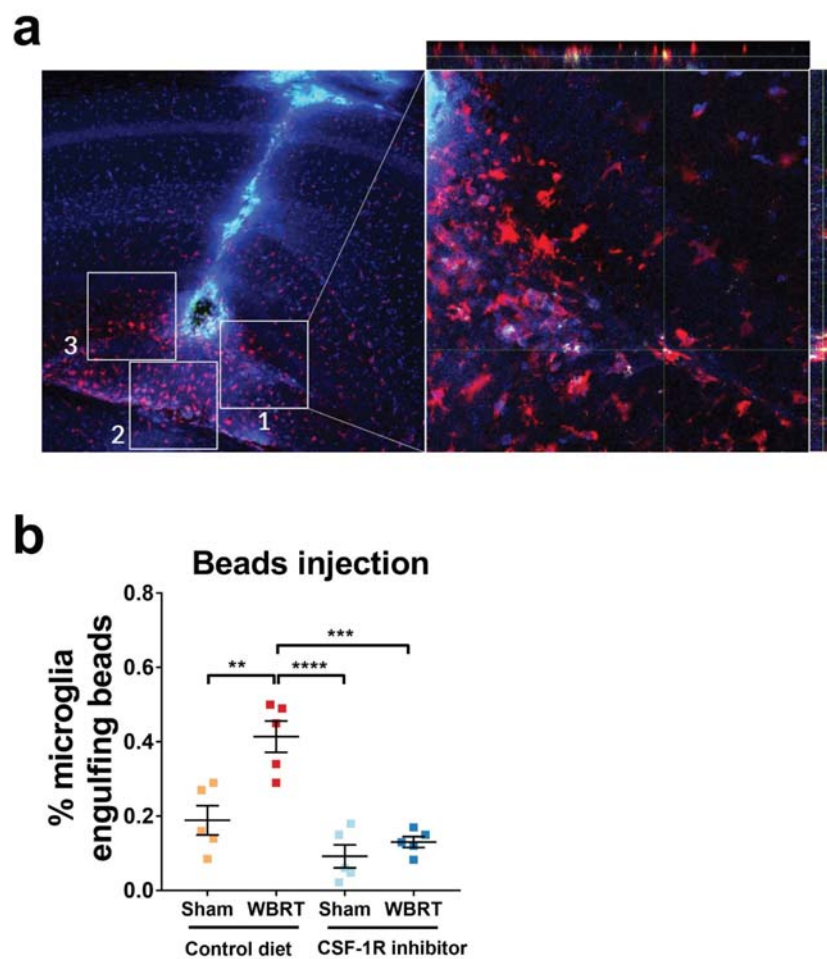 a
3
2
1
b
Beads injection
% microglia
engulfing beads
0.8
0.6
0.4
0.2
0.0
***
** ****
Sham WBRT Sham WBRT
Control diet CSF-1R inhibitor